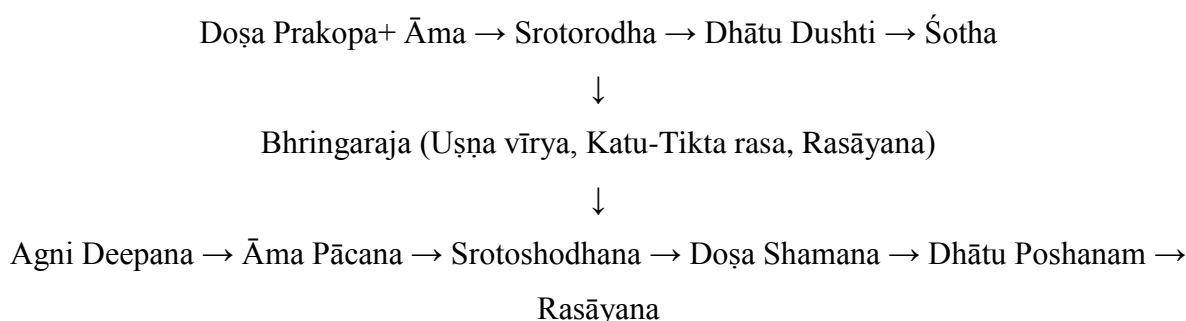 Doṣa Prakopa+ Āma → Srotorodha → Dhātu Dushti → Śotha
↓
Bhringaraja (Uṣṇa vīrya, Katu-Tikta rasa, Rasāyana)
↓
Agni Deepana → Āma Pācana → Srotoshodhana → Doṣa Shamana → Dhātu Poshanam →
Rasāyana